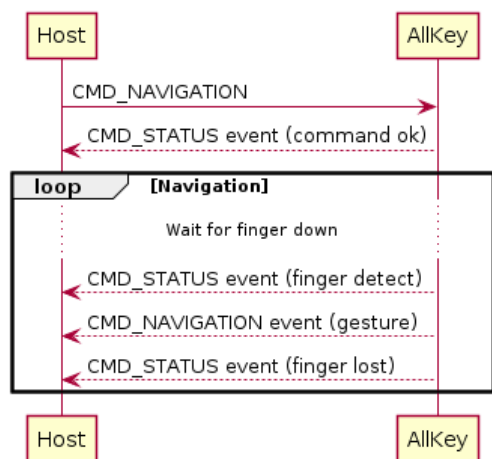 Host AllKey
CMD_NAVIGATION
CMD_STATUS event (command ok)
loop [Navigation]
Wait for finger down
CMD_STATUS event (finger detect)
CMD_NAVIGATION event (gesture)
CMD_STATUS event (finger lost)
Host AllKey